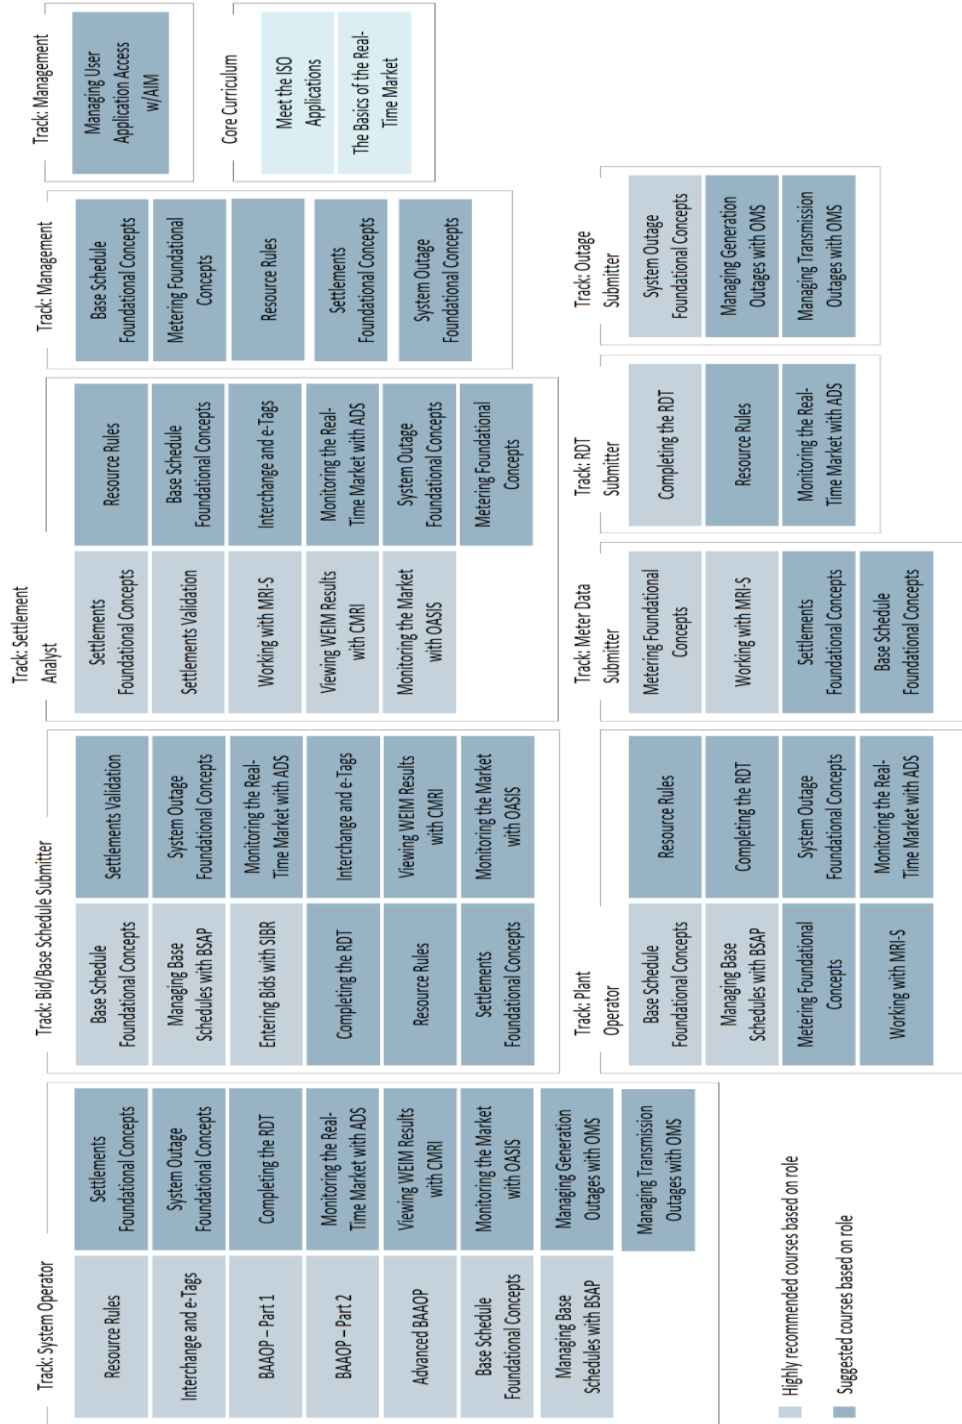 Track: System Operator
Resource Rules
Interchange and e-Tags
BAAOP – Part 1
BAAOP – Part 2
Advanced BAAOP
Base Schedule
Foundational Concepts
Managing Base
Schedules with BSAP
Settlements
Foundational Concepts
System Outage
Foundational Concepts
Completing the RDT
Monitoring the Real-
Time Market with ADS
Viewing WEIM Results
with CMRI
Monitoring the Market
with OASIS
Managing Generation
Outages with OMS
Managing Transmission
Outages with OMS
Track: Bid/Base Schedule Submitter
Base Schedule
Foundational Concepts
Managing Base
Schedules with BSAP
Entering Bids with SIBR
Completing the RDT
Resource Rules
Settlements
Foundational Concepts
Settlements Validation
System Outage
Foundational Concepts
Monitoring the Real-
Time Market with ADS
Interchange and e-Tags
Viewing WEIM Results
with CMRI
Monitoring the Market
with OASIS
Track: Settlement
Analyst
Settlements
Foundational Concepts
Settlements Validation
Working with MRI-S
Viewing WEIM Results
with CMRI
Monitoring the Market
with OASIS
Resource Rules
Base Schedule
Foundational Concepts
Interchange and e-Tags
Monitoring the Real-
Time Market with ADS
System Outage
Foundational Concepts
Metering Foundational
Concepts
Track: Management
Base Schedule
Foundational Concepts
Metering Foundational
Concepts
Resource Rules
Settlements
Foundational Concepts
System Outage
Foundational Concepts
Track: Management
Managing User
Application Access
w/AIM
Core Curriculum
Meet the ISO
Applications
The Basics of the Real-
Time Market
Track: Plant
Operator
Base Schedule
Foundational Concepts
Managing Base
Schedules with BSAP
Metering Foundational
Concepts
Working with MRI-S
Resource Rules
Completing the RDT
System Outage
Foundational Concepts
Monitoring the Real-
Time Market with ADS
Track: Meter Data
Submitter
Metering Foundational
Concepts
Working with MRI-S
Settlements
Foundational Concepts
Base Schedule
Foundational Concepts
Track: RDT
Submitter
Completing the RDT
Resource Rules
Monitoring the Real-
Time Market with ADS
Track: Outage
Submitter
System Outage
Foundational Concepts
Managing Generation
Outages with OMS
Managing Transmission
Outages with OMS
Highly recommended courses based on role
Suggested courses based on role